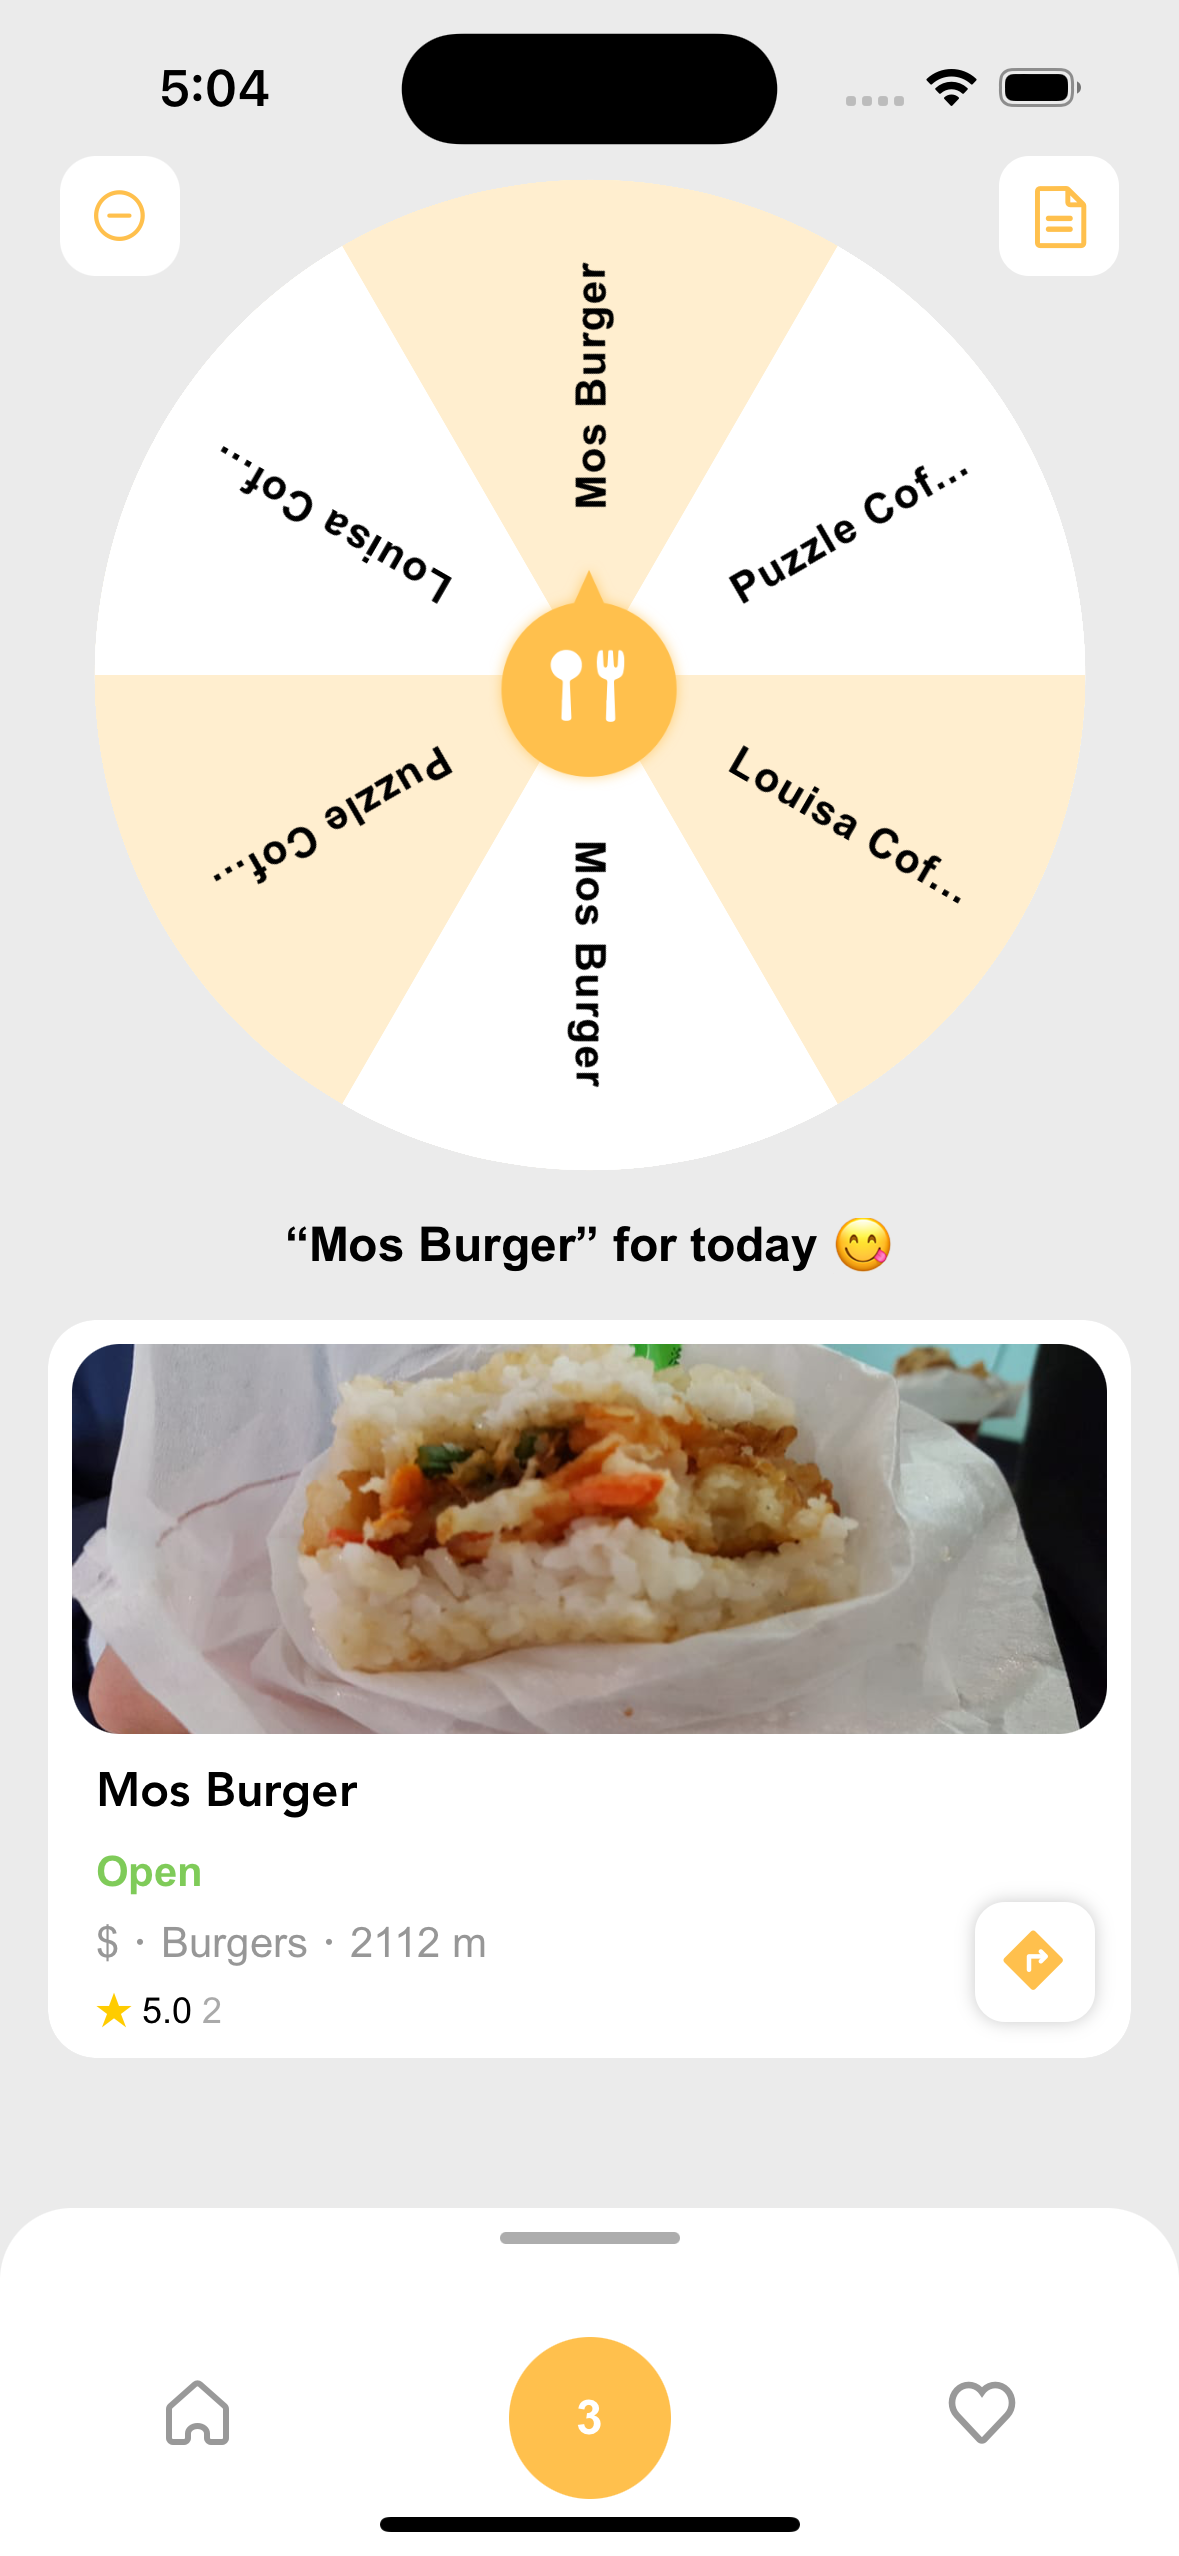 5:04
Mos Burger
Puzzle Cof...
Louisa Cof...
Mos Burger
Puzzle Cof...
Louisa Cof...
“Mos Burger” for today 😋
Mos Burger
Open
$ · Burgers · 2112 m
5.0 2
3